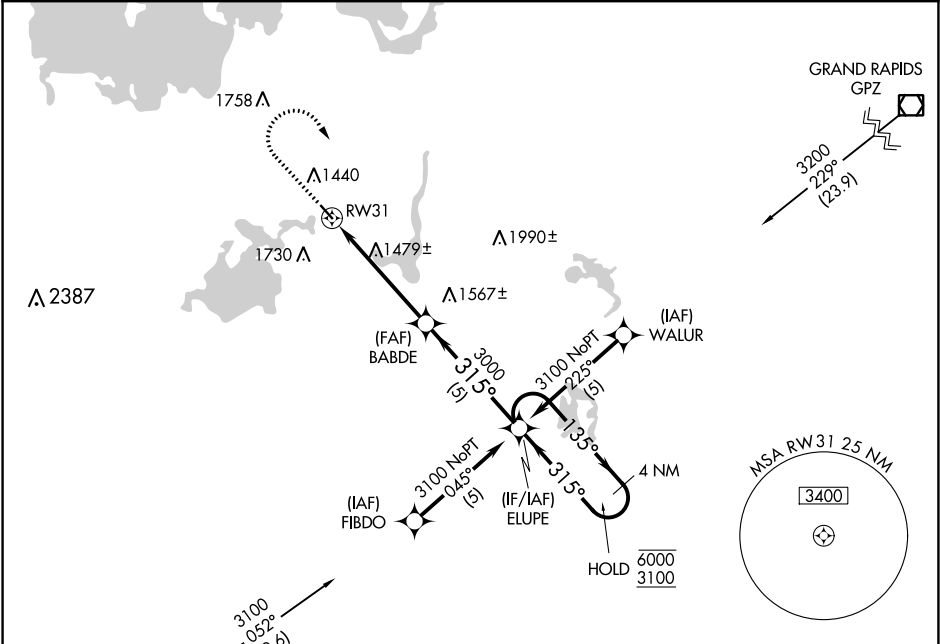 GRAND RAPIDS
GPZ
3200
229°
(23.9)
1758
1440
RW31
1730
1479±
1990±
2387
1567±
(FAF)
BABDE
(IAF)
WALUR
3000
315°
(5)
3100 NoPT
225°
(5)
135°
315°
4 NM
3100 NoPT
045°
(5)
(IAF)
FIBDO
(IF/IAF)
ELUPE
HOLD
6000
3100
MSA RW31 25 NM
3400
3100
052°